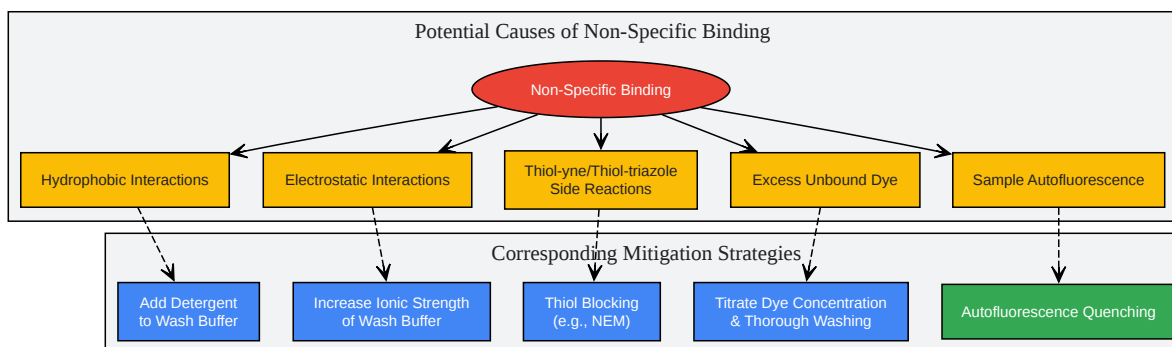 Potential Causes of Non-Specific Binding
Non-Specific Binding
Hydrophobic Interactions
Electrostatic Interactions
Thiol-yne/Thiol-triazole
Side Reactions
Excess Unbound Dye
Sample Autofluorescence
Corresponding Mitigation Strategies
Add Detergent
to Wash Buffer
Increase Ionic Strength
of Wash Buffer
Thiol Blocking
(e.g., NEM)
Titrate Dye Concentration
& Thorough Washing
Autofluorescence Quenching